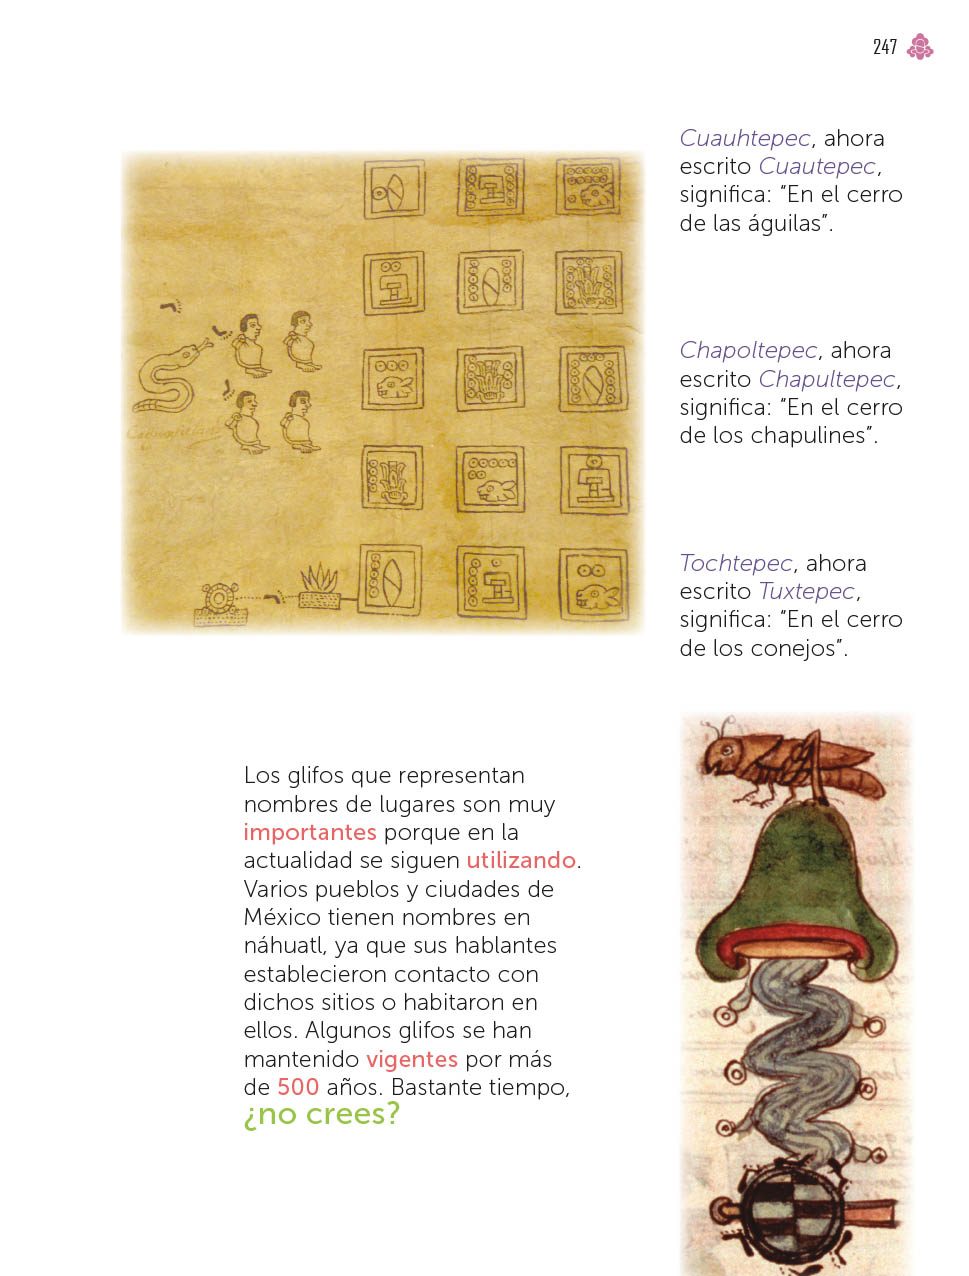 247
Cuauhtepec, ahora
escrito Cuautepec,
significa: “En el cerro
de las águilas”.
Chapoltepec, ahora
escrito Chapultepec,
significa: “En el cerro
de los chapulines”.
Tochtepec, ahora
escrito Tuxtepec,
significa: “En el cerro
de los conejos”.
Los glifos que representan
nombres de lugares son muy
importantes porque en la
actualidad se siguen utilizando.
Varios pueblos y ciudades de
México tienen nombres en
náhuatl, ya que sus hablantes
establecieron contacto con
dichos sitios o habitaron en
ellos. Algunos glifos se han
mantenido vigentes por más
de 500 años. Bastante tiempo,
¿no crees?